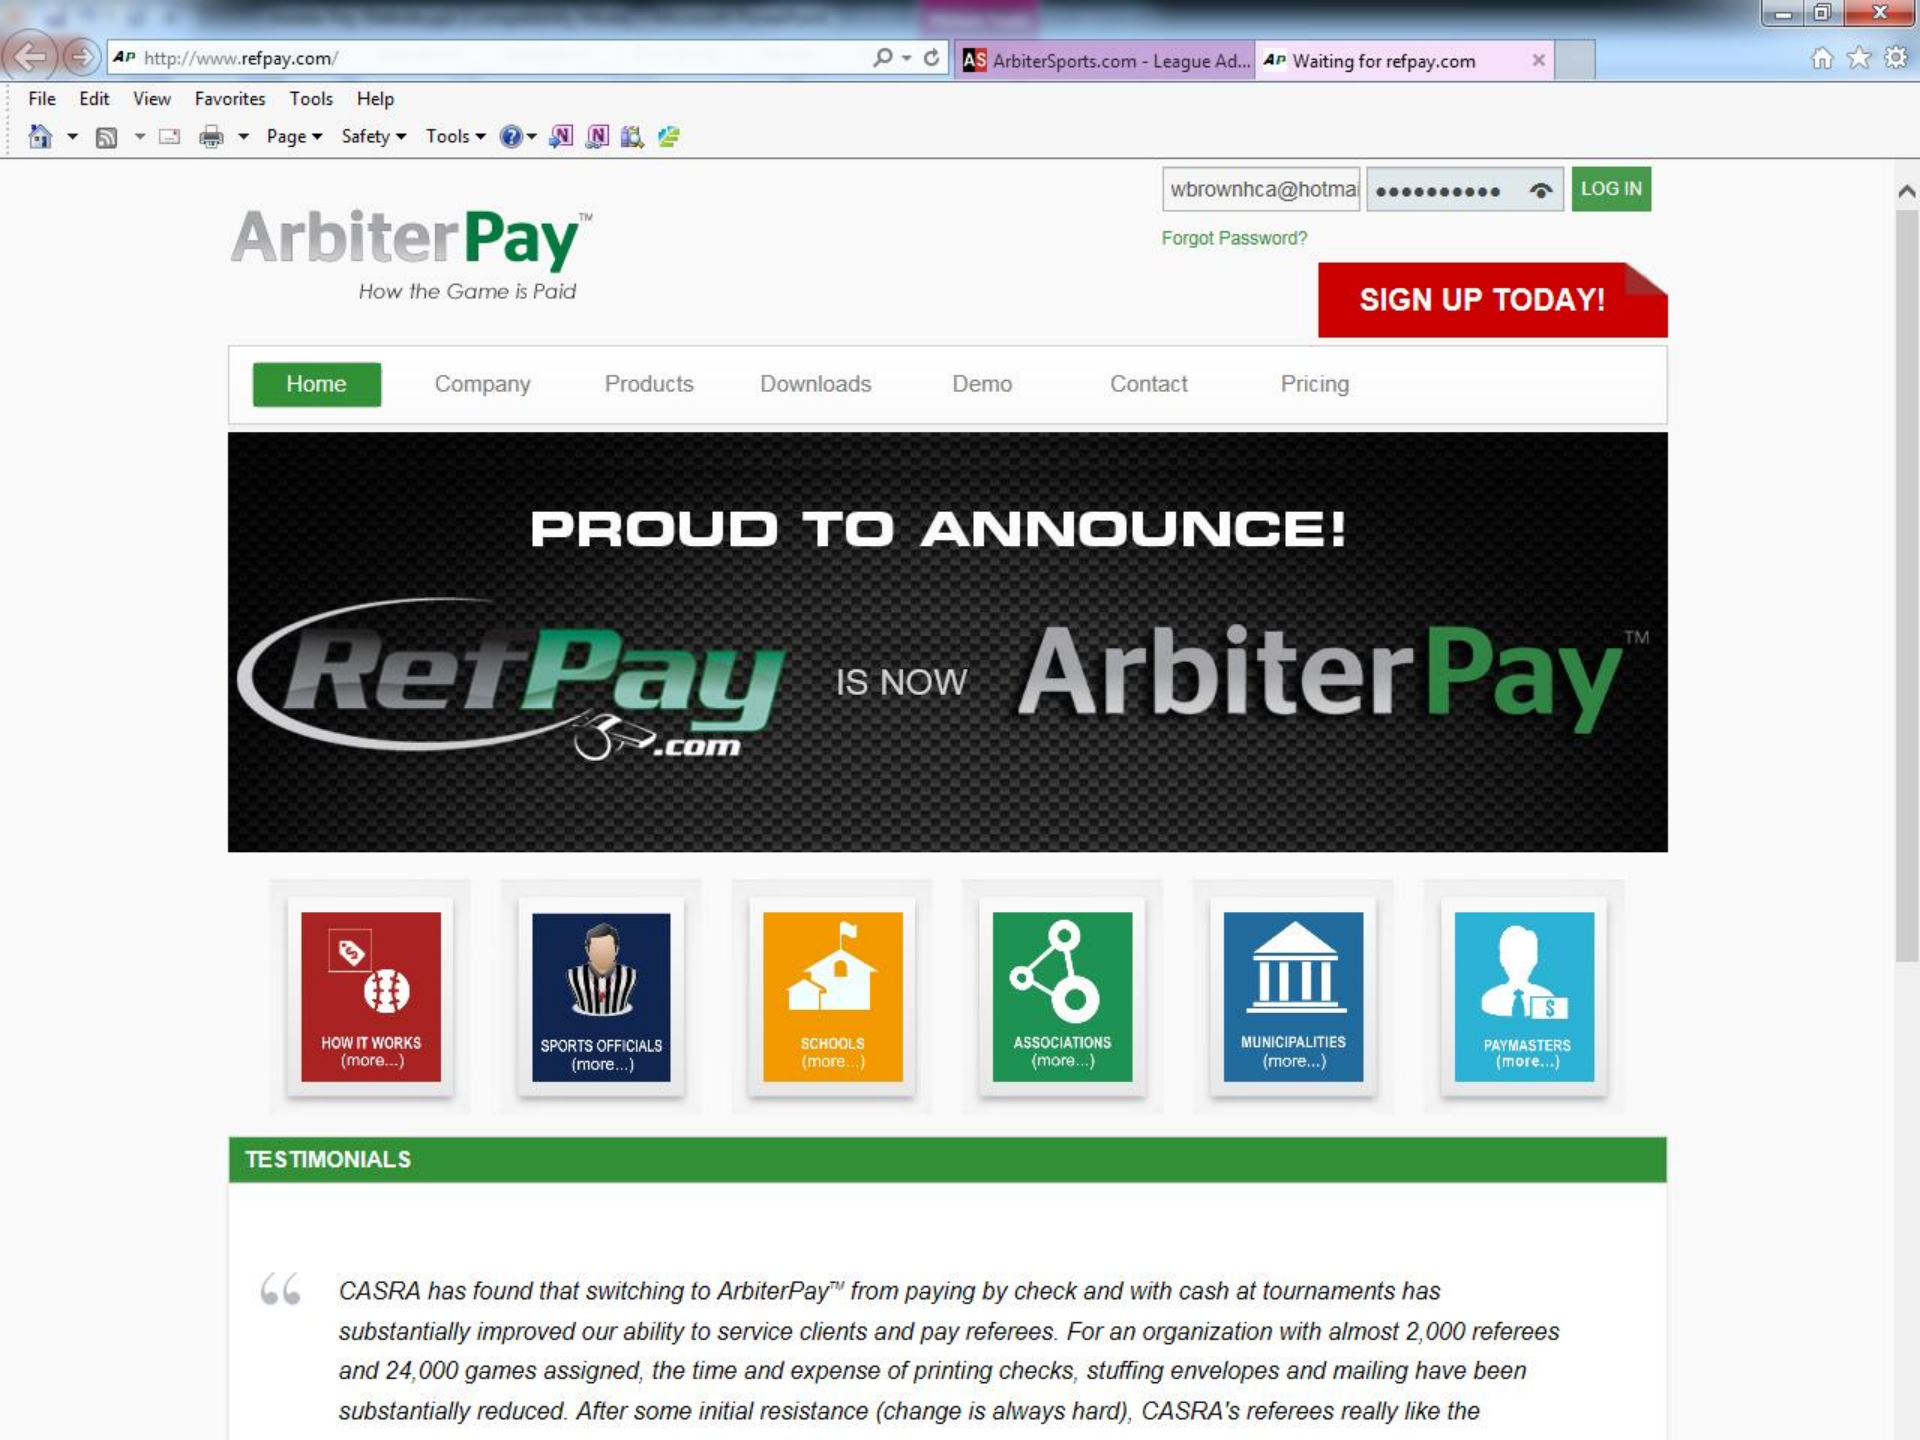 AP http://www.refpay.com/
AS ArbiterSports.com - League Ad...
AP Waiting for refpay.com
File Edit View Favorites Tools Help
Page Safety Tools
wbrownhca@hotmai
LOG IN
Forgot Password?
ArbiterPay™
How the Game is Paid
SIGN UP TODAY!
Home Company Products Downloads Demo Contact Pricing
PROUD TO ANNOUNCE!
RefPay.com IS NOW ArbiterPay™
HOW IT WORKS
(more...)
SPORTS OFFICIALS
(more...)
SCHOOLS
(more...)
ASSOCIATIONS
(more...)
MUNICIPALITIES
(more...)
PAYMASTERS
(more...)
TESTIMONIALS
CASRA has found that switching to ArbiterPay™ from paying by check and with cash at tournaments has
substantially improved our ability to service clients and pay referees. For an organization with almost 2,000 referees
and 24,000 games assigned, the time and expense of printing checks, stuffing envelopes and mailing have been
substantially reduced. After some initial resistance (change is always hard), CASRA's referees really like the